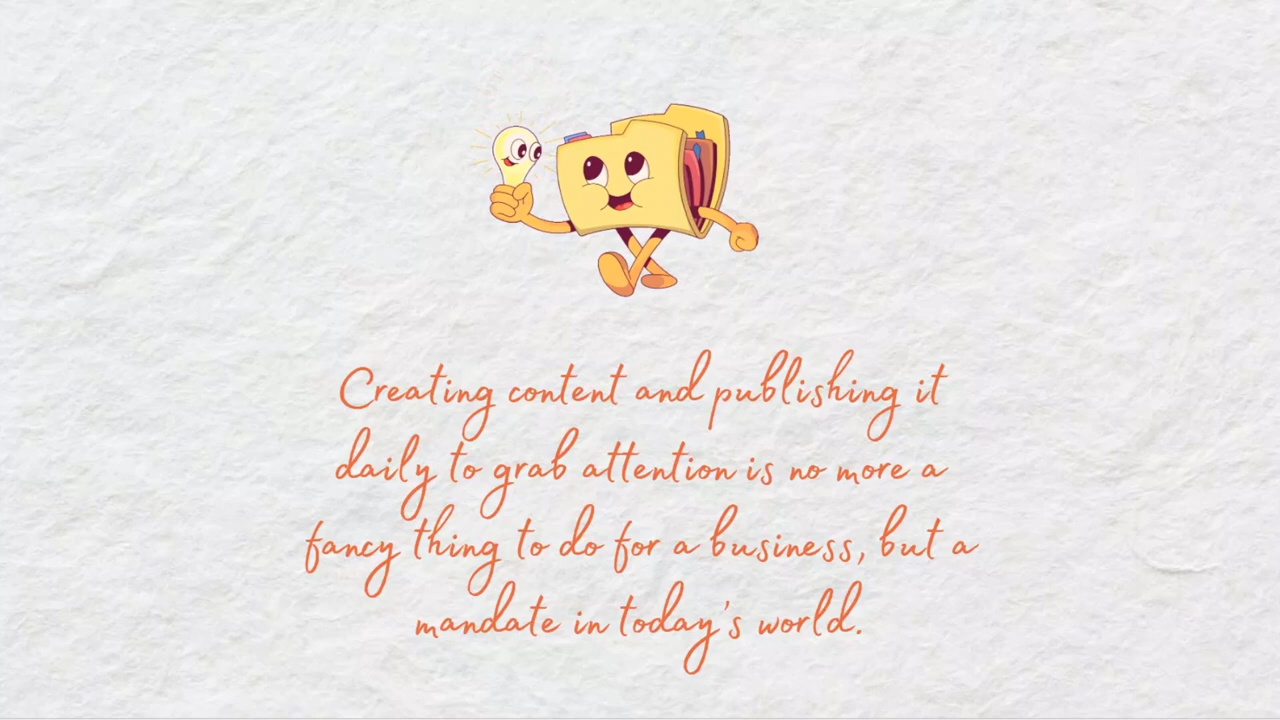 Creating content and publishing it
daily to grab attention is no more a
fancy thing to do for a business, but a
mandate in today's world.